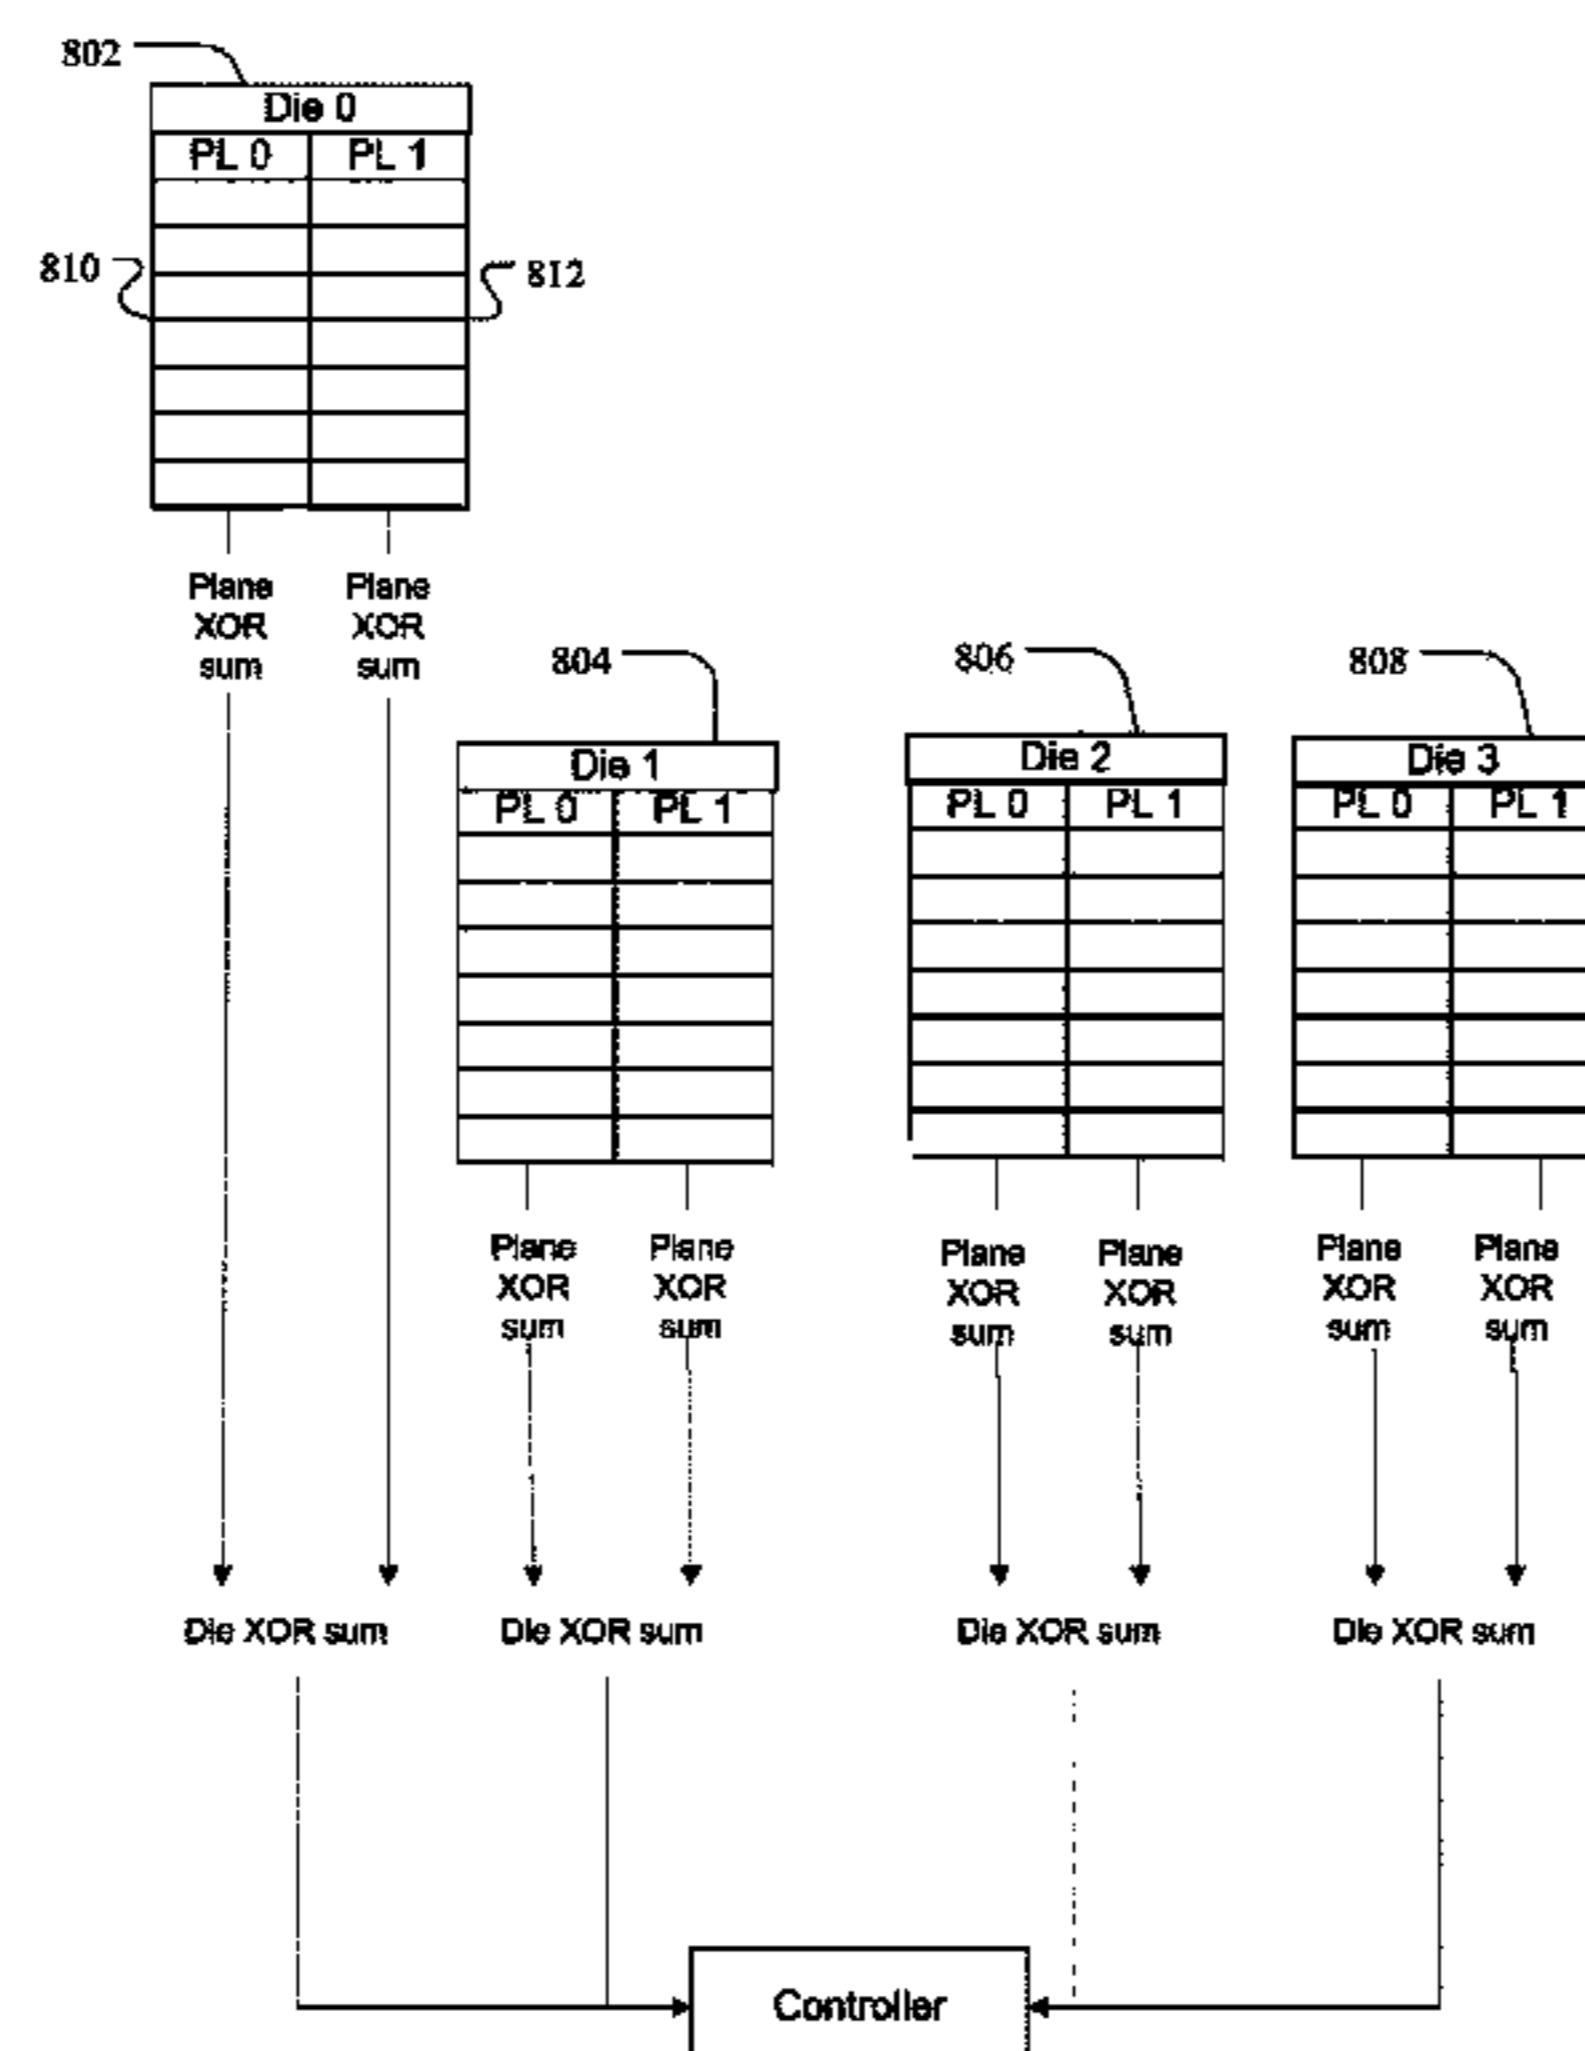 802
Die 0
PL 0 PL 1
810
812
Plane Plane
XOR XOR
sum sum
804
806
808
Die 1
Die 2
Die 3
PL 0 PL 1
PL 0 PL 1
PL 0 PL 1
Plane Plane
XOR XOR
sum sum
Plane Plane
XOR XOR
sum sum
Plane Plane
XOR XOR
sum sum
Die XOR sum
Die XOR sum
Die XOR sum
Die XOR sum
Controller